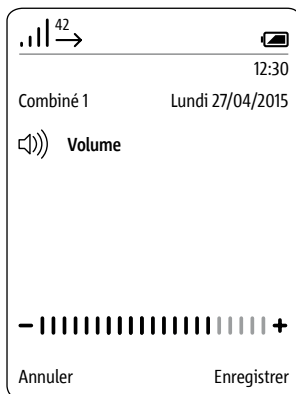 42
12:30
Combiné 1 Lundi 27/04/2015
Volume
Annuler Enregistrer